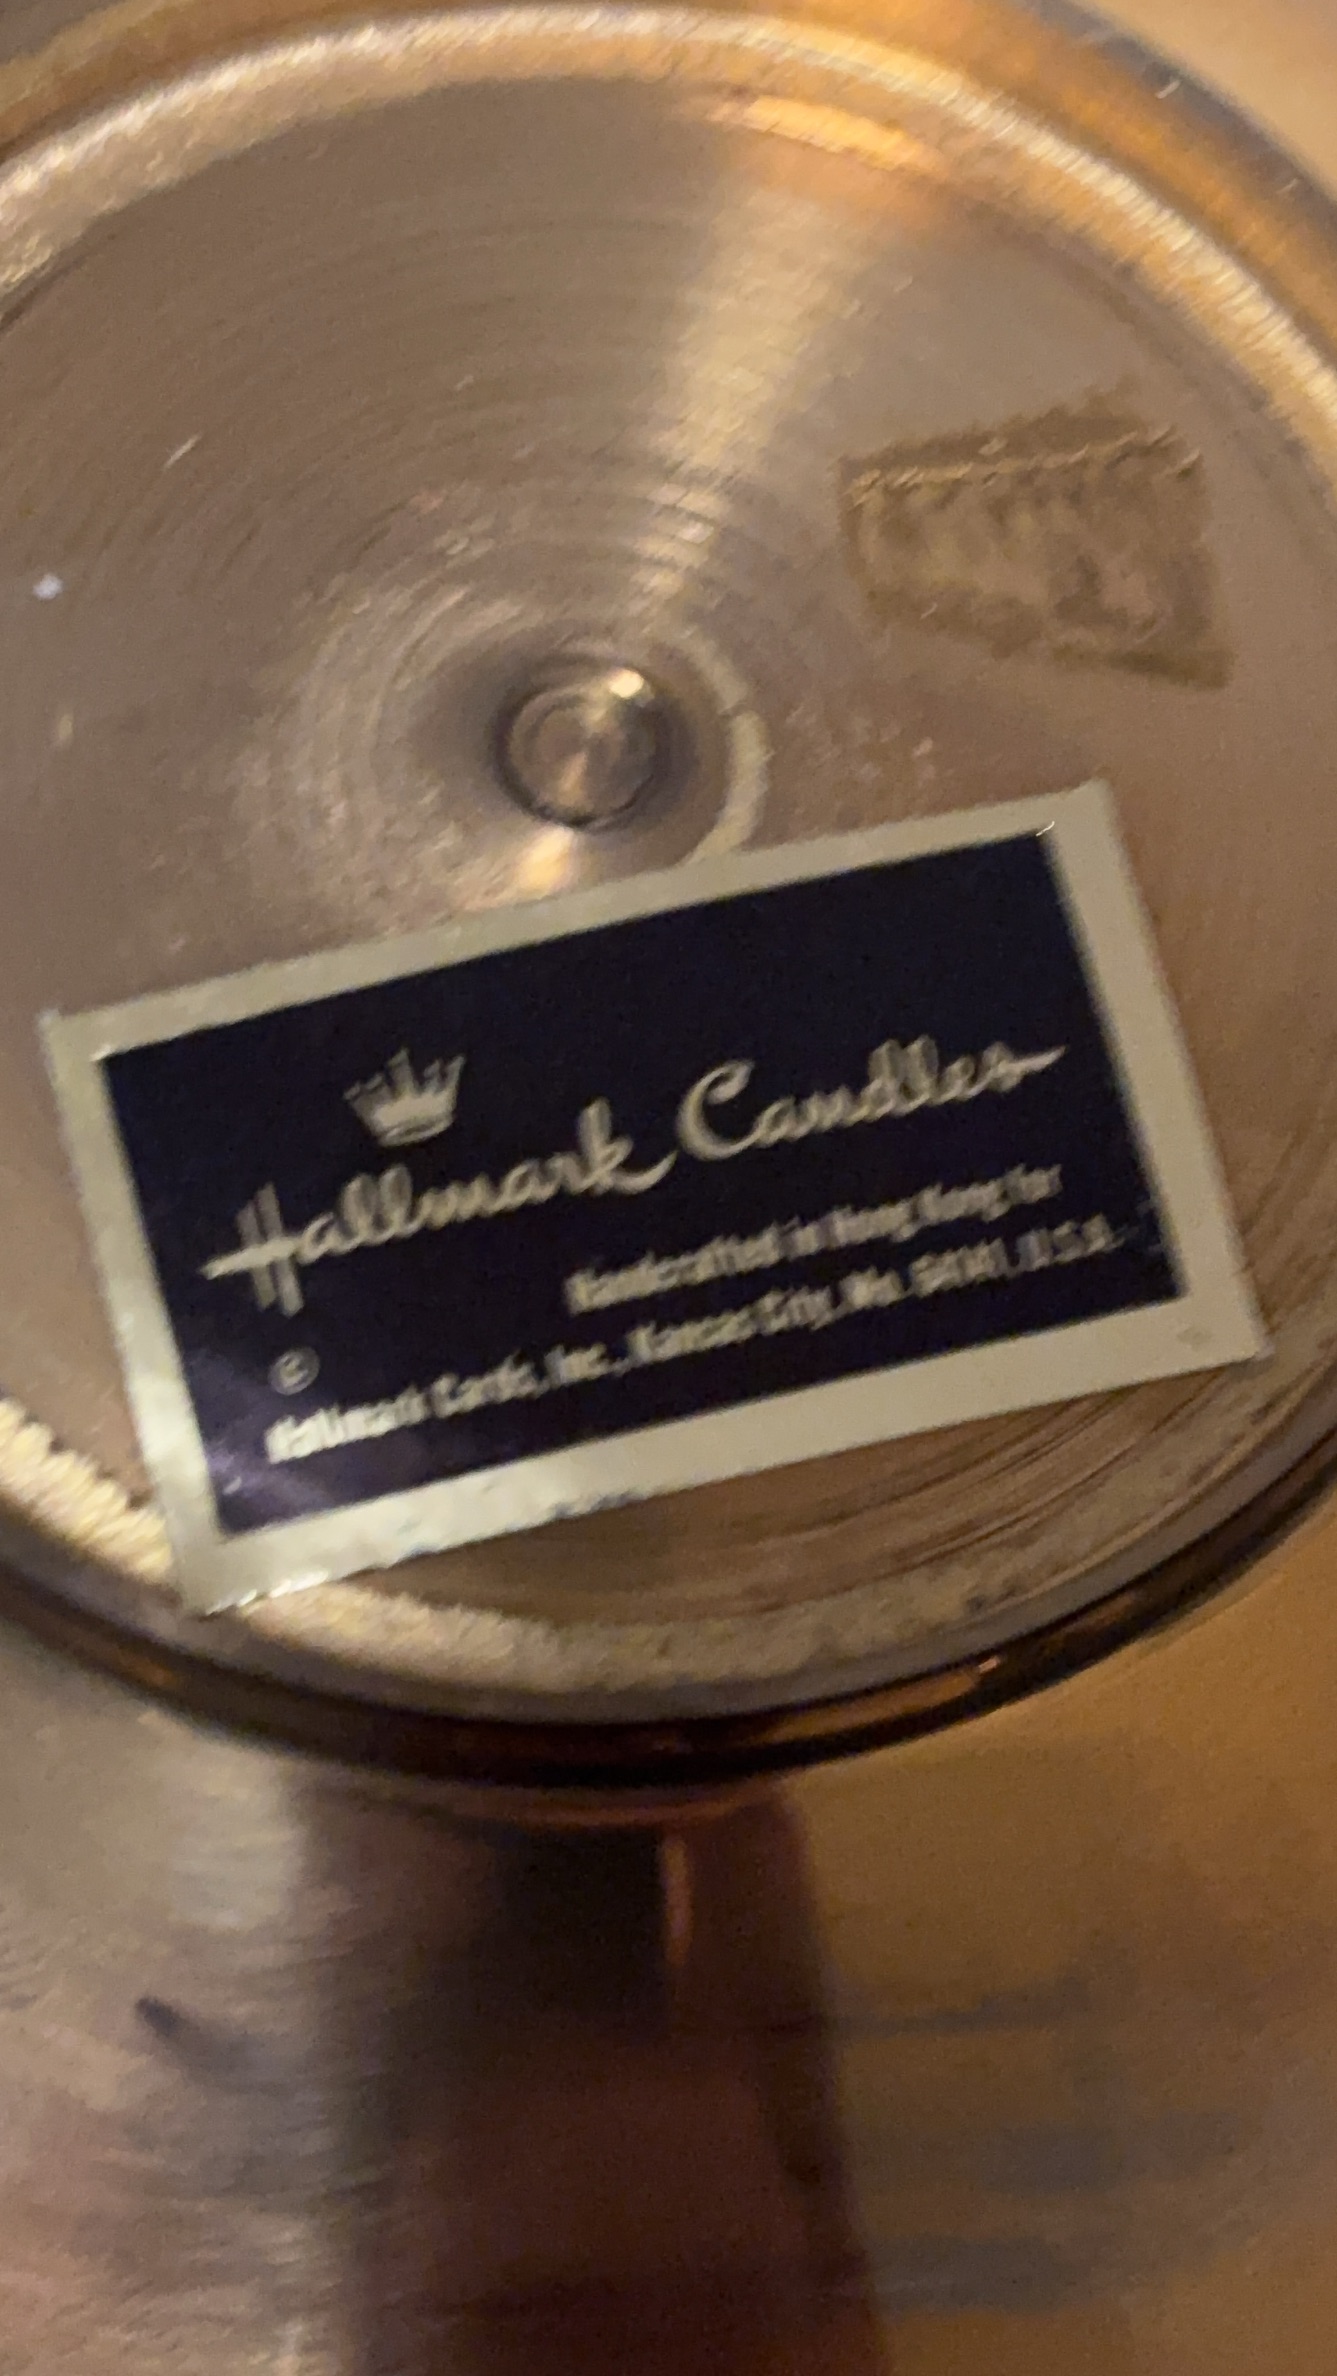 Hallmark Candles
Handcrafted in Hong Kong for
© Hallmark Cards, Inc., Kansas City, Mo. 64141, U.S.A.